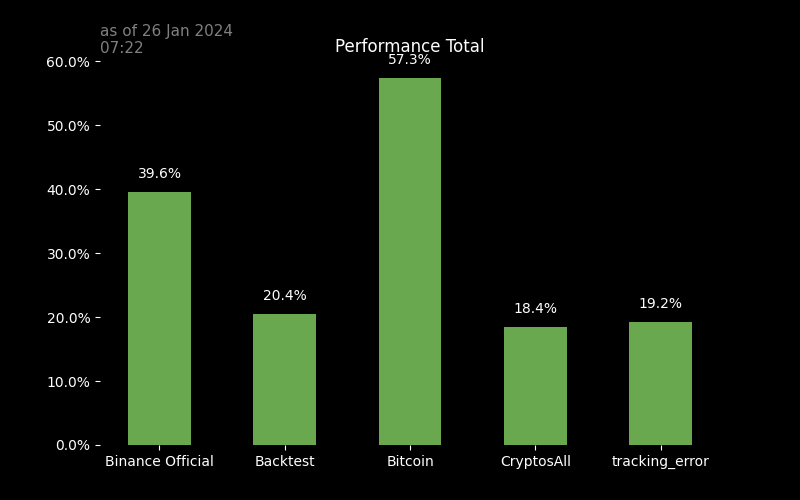 as of 26 Jan 2024
07:22
Performance Total
60.0%
50.0%
40.0%
30.0%
20.0%
10.0%
0.0%
39.6%
20.4%
57.3%
18.4%
19.2%
Binance Official
Backtest
Bitcoin
CryptosAll
tracking_error